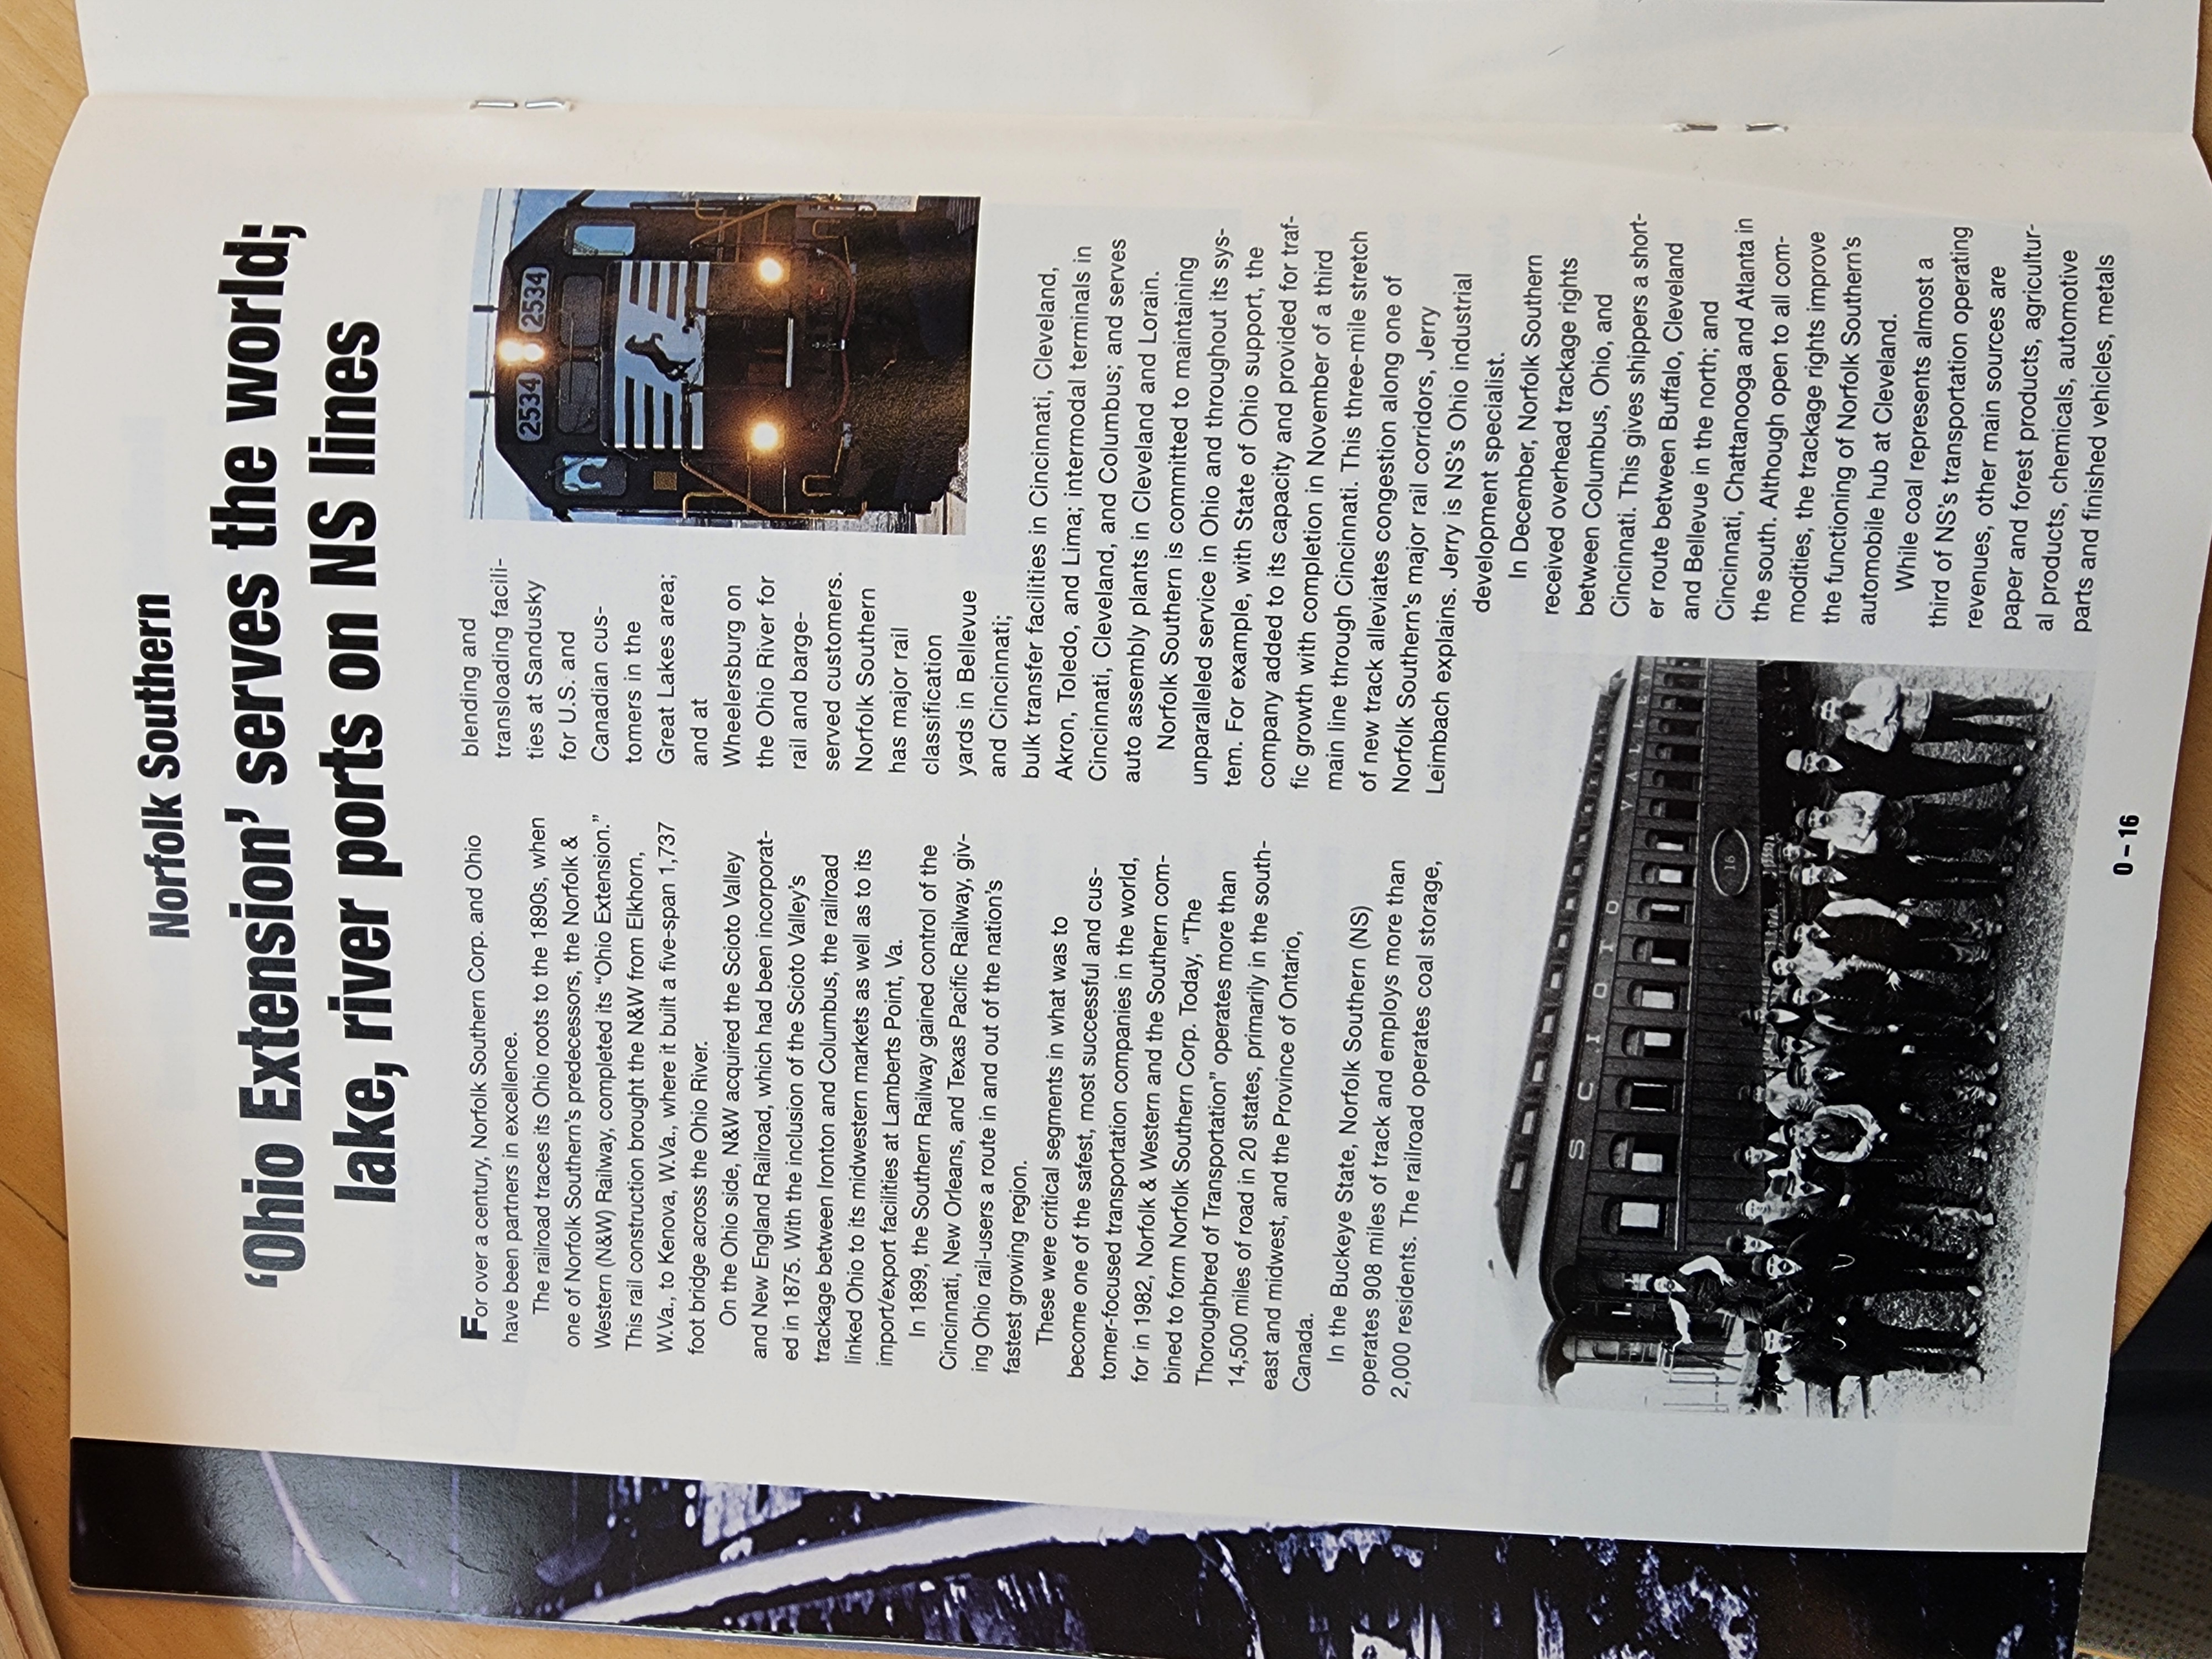 Norfolk Southern
‘Ohio Extension’ serves the world;
lake, river ports on NS lines
For over a century, Norfolk Southern Corp. and Ohio
have been partners in excellence.
The railroad traces its Ohio roots to the 1890s, when
one of Norfolk Southern’s predecessors, the Norfolk &
Western (N&W) Railway, completed its “Ohio Extension.”
This rail construction brought the N&W from Elkhorn,
W.Va., to Kenova, W.Va., where it built a five-span 1,737
foot bridge across the Ohio River.
On the Ohio side, N&W acquired the Scioto Valley
and New England Railroad, which had been incorporat-
ed in 1875. With the inclusion of the Scioto Valley’s
trackage between Ironton and Columbus, the railroad
linked Ohio to its midwestern markets as well as to its
import/export facilities at Lamberts Point, Va.
In 1899, the Southern Railway gained control of the
Cincinnati, New Orleans, and Texas Pacific Railway, giv-
ing Ohio rail-users a route in and out of the nation’s
fastest growing region.
These were critical segments in what was to
become one of the safest, most successful and cus-
tomer-focused transportation companies in the world,
for in 1982, Norfolk & Western and the Southern com-
bined to form Norfolk Southern Corp. Today, “The
Thoroughbred of Transportation” operates more than
14,500 miles of road in 20 states, primarily in the south-
east and midwest, and the Province of Ontario,
Canada.
In the Buckeye State, Norfolk Southern (NS)
operates 908 miles of track and employs more than
2,000 residents. The railroad operates coal storage,
blending and
transloading facili-
ties at Sandusky
for U.S. and
Canadian cus-
tomers in the
Great Lakes area;
and at
Wheelersburg on
the Ohio River for
rail and barge-
served customers.
Norfolk Southern
has major rail
classification
yards in Bellevue
and Cincinnati;
bulk transfer facilities in Cincinnati, Cleveland,
Akron, Toledo, and Lima; intermodal terminals in
Cincinnati, Cleveland, and Columbus; and serves
auto assembly plants in Cleveland and Lorain.
Norfolk Southern is committed to maintaining
unparalleled service in Ohio and throughout its sys-
tem. For example, with State of Ohio support, the
company added to its capacity and provided for traf-
fic growth with completion in November of a third
main line through Cincinnati. This three-mile stretch
of new track alleviates congestion along one of
Norfolk Southern’s major rail corridors, Jerry
Leimbach explains. Jerry is NS’s Ohio industrial
development specialist.
In December, Norfolk Southern
received overhead trackage rights
between Columbus, Ohio, and
Cincinnati. This gives shippers a short-
er route between Buffalo, Cleveland
and Bellevue in the north; and
Cincinnati, Chattanooga and Atlanta in
the south. Although open to all com-
modities, the trackage rights improve
the functioning of Norfolk Southern’s
automobile hub at Cleveland.
While coal represents almost a
third of NS’s transportation operating
revenues, other main sources are
paper and forest products, agricultur-
al products, chemicals, automotive
parts and finished vehicles, metals
2534 2534
SCIOTO VALLEY
16
O – 16